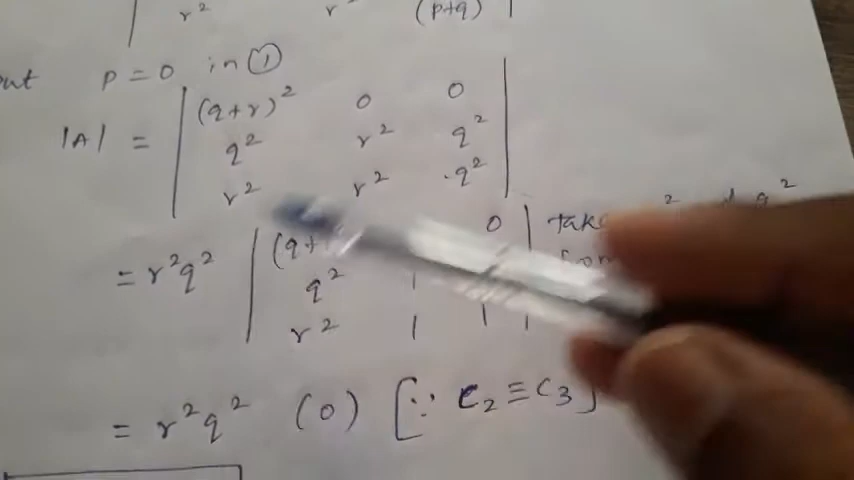 r² r² (p+q)
put p = 0 in ①
|A| = | (q+r)² 0 0 |
| q² r² q² |
| r² r² q² |
= r²q² | (q+ 0 | take
| q² 1
| r² 1 1 |
= r²q² (0) [∵ C₂ ≡ C₃]